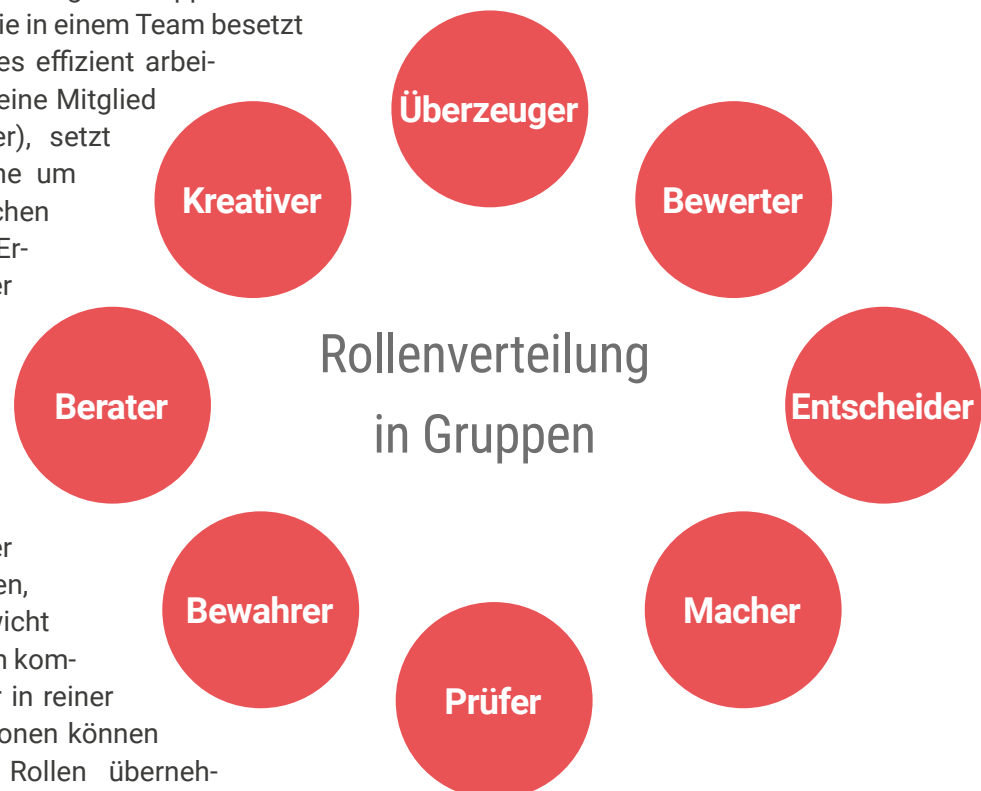 ie in einem Team besetzt
es effizient arbei-
eine Mitglied
er), setzt
ne um
chen
Er-
er
er
en,
vicht
n kom-
r in reiner
onen können
Rollen überneh-
Überzeuger
Kreativer
Bewerter
Rollenverteilung
in Gruppen
Berater
Entscheider
Bewahrer
Macher
Prüfer